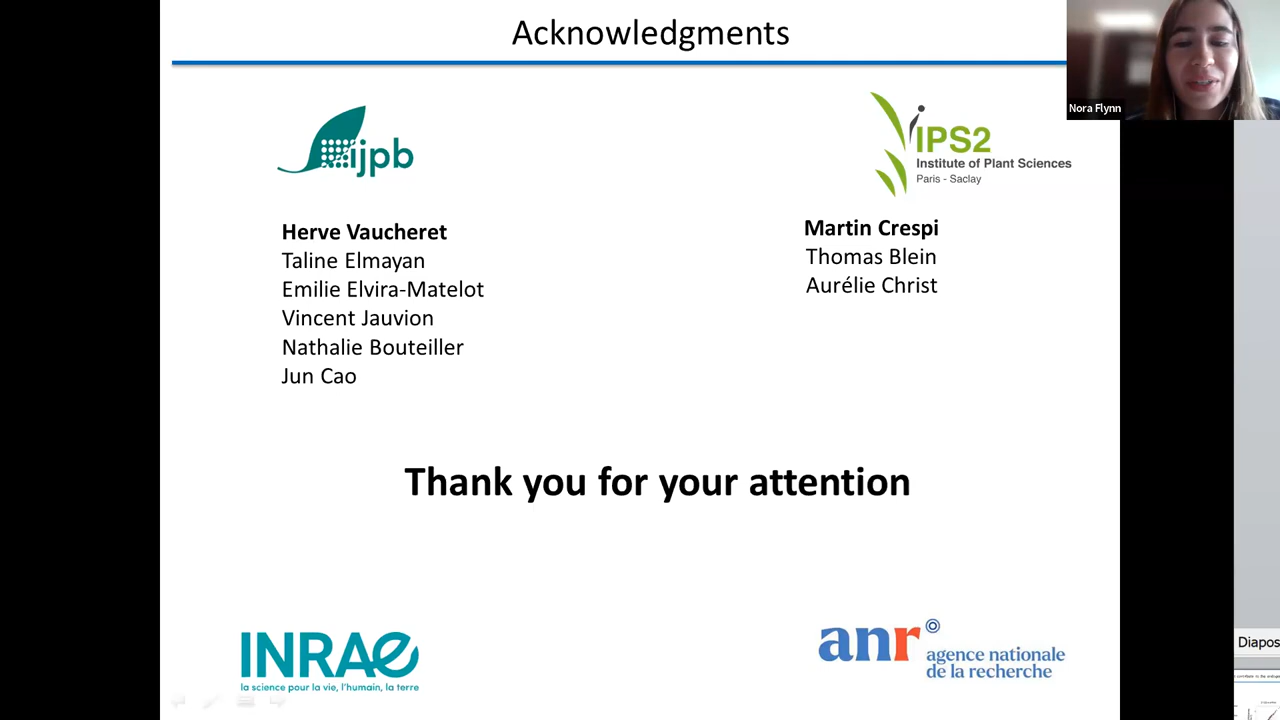 Acknowledgments
Nora Flynn
ijpb
IPS2
Institute of Plant Sciences
Paris - Saclay
Herve Vaucheret
Taline Elmayan
Emilie Elvira-Matelot
Vincent Jauvion
Nathalie Bouteiller
Jun Cao
Martin Crespi
Thomas Blein
Aurélie Christ
Thank you for your attention
INRAE
la science pour la vie, l'humain, la terre
anr
agence nationale
de la recherche
Diapos